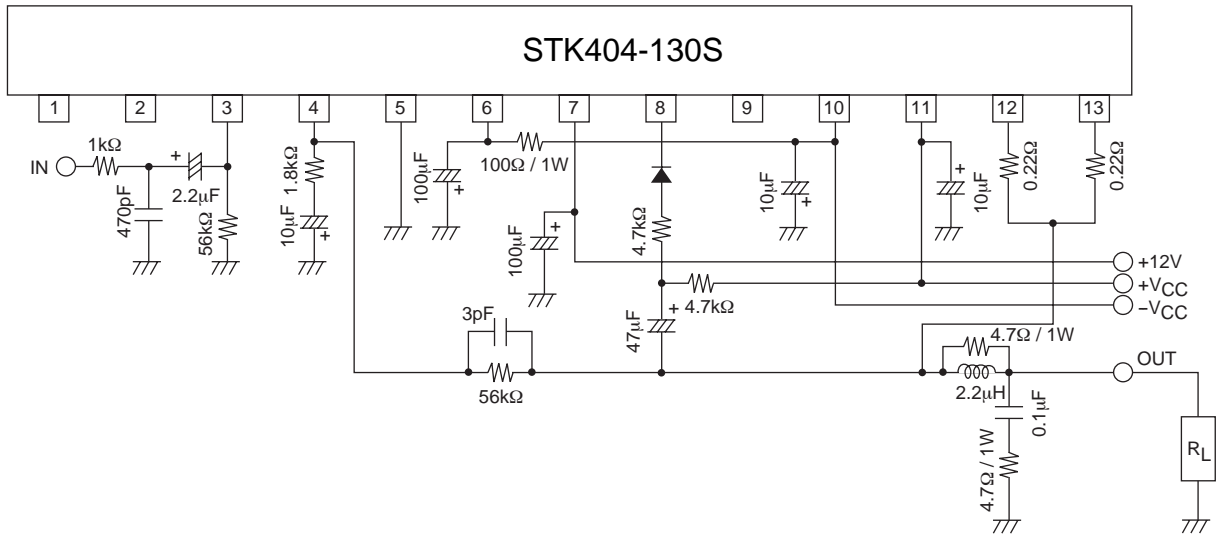 STK404-130S
1 2 3 4 5 6 7 8 9 10 11 12 13
IN
1kΩ
+
2.2μF
470pF
56kΩ
1.8kΩ
10μF
+
100μF
+
100Ω / 1W
100μF
+
4.7kΩ
10μF
+
10μF
+
0.22Ω
0.22Ω
+12V
+VCC
−VCC
4.7kΩ
+
47μF
3pF
56kΩ
4.7Ω / 1W
2.2μH
OUT
0.1μF
4.7Ω / 1W
RL